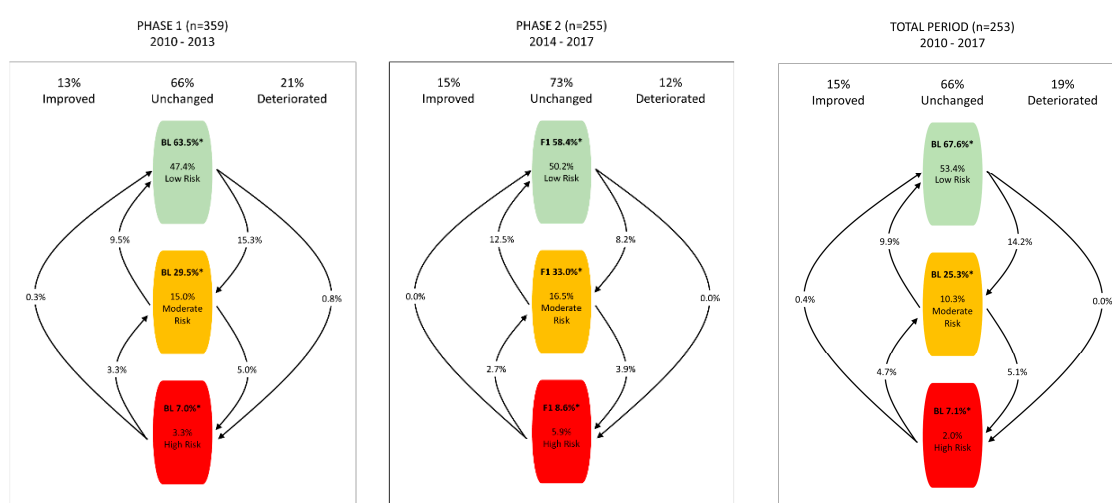 PHASE 1 (n=359)
2010 - 2013
13%
Improved
66%
Unchanged
21%
Deteriorated
BL 63.5%*
47.4%
Low Risk
9.5%
15.3%
BL 29.5%*
15.0%
Moderate
Risk
0.3%
0.8%
3.3%
5.0%
BL 7.0%*
3.3%
High Risk
PHASE 2 (n=255)
2014 - 2017
15%
Improved
73%
Unchanged
12%
Deteriorated
F1 58.4%*
50.2%
Low Risk
12.5%
8.2%
F1 33.0%*
16.5%
Moderate
Risk
0.0%
0.0%
2.7%
3.9%
F1 8.6%*
5.9%
High Risk
TOTAL PERIOD (n=253)
2010 - 2017
15%
Improved
66%
Unchanged
19%
Deteriorated
BL 67.6%*
53.4%
Low Risk
9.9%
14.2%
BL 25.3%*
10.3%
Moderate
Risk
0.4%
0.0%
4.7%
5.1%
BL 7.1%*
2.0%
High Risk